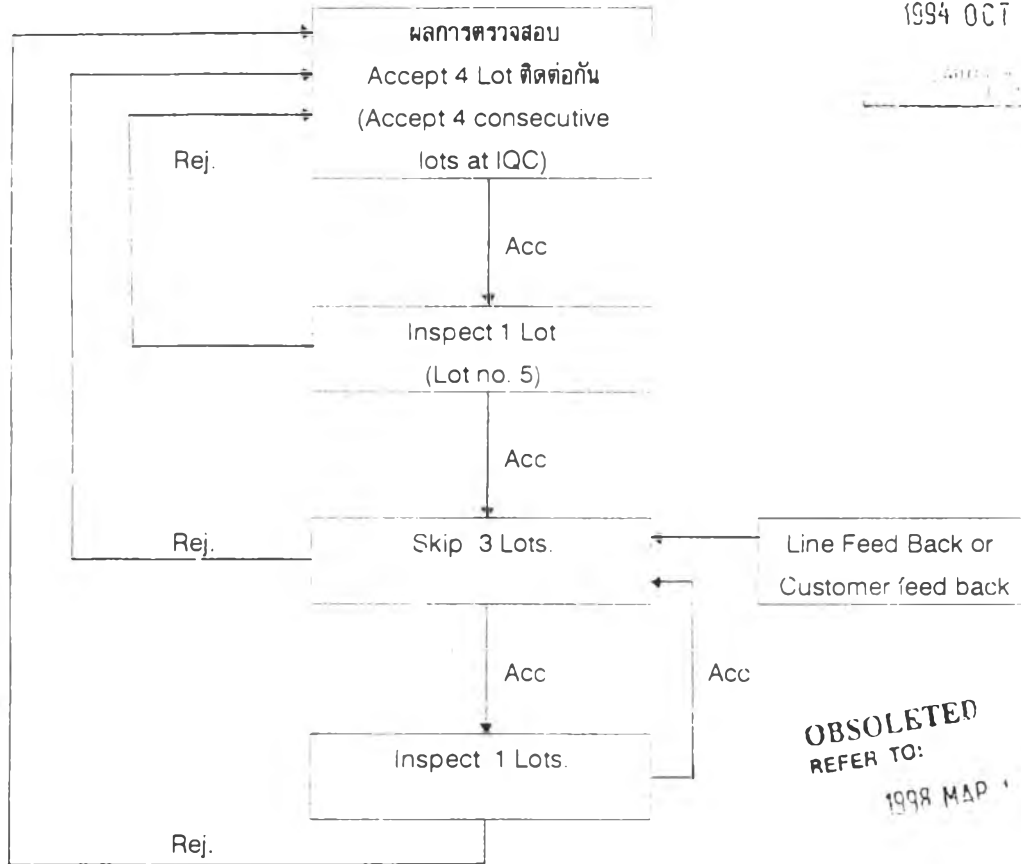 1994 OCT
ผลการตรวจสอบ
Accept 4 Lot ติดต่อกัน
(Accept 4 consecutive
lots at IQC)
Rej.
Acc
Inspect 1 Lot
(Lot no. 5)
Acc
Rej.
Skip 3 Lots.
Line Feed Back or
Customer feed back
Acc
Acc
Inspect 1 Lots.
OBSOLETED
REFER TO:
1998 MAP
Rej.